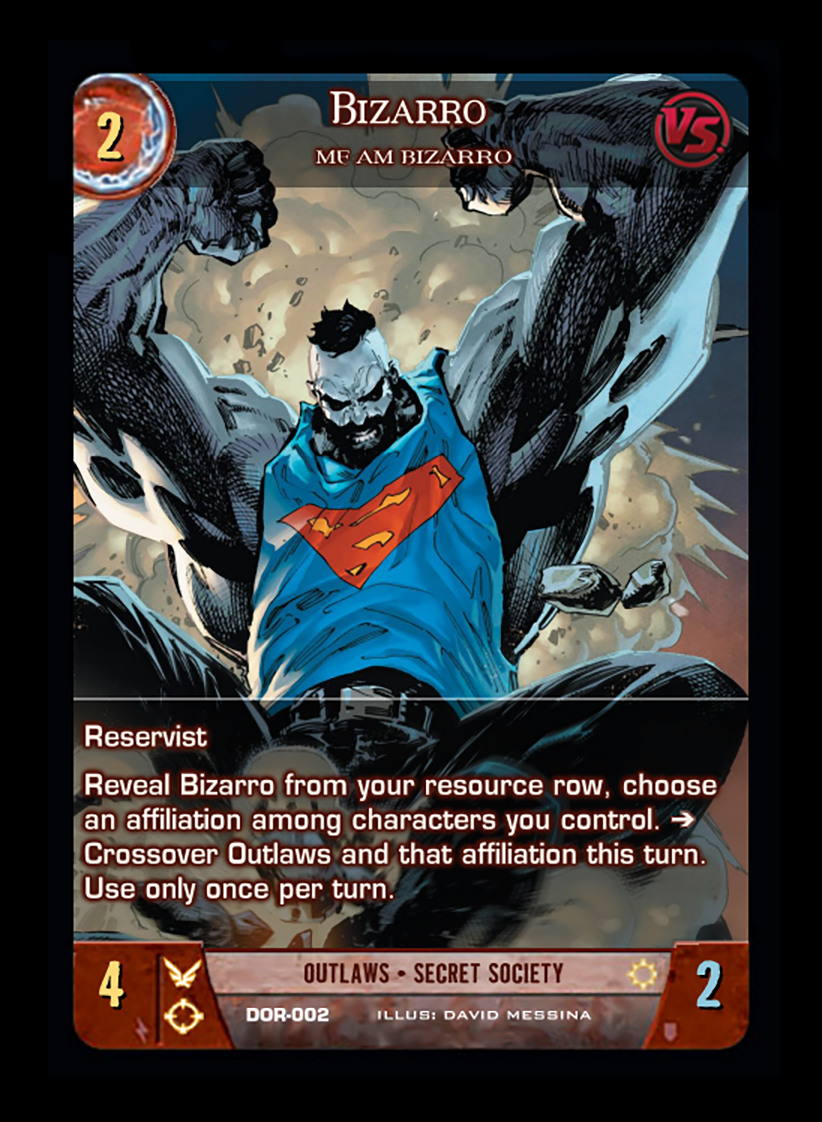 2
BIZARRO
VS.
ME AM BIZARRO
Reservist
Reveal Bizarro from your resource row, choose
an affiliation among characters you control. ➔
Crossover Outlaws and that affiliation this turn.
Use only once per turn.
4
OUTLAWS • SECRET SOCIETY
2
DOR-002 ILLUS: DAVID MESSINA